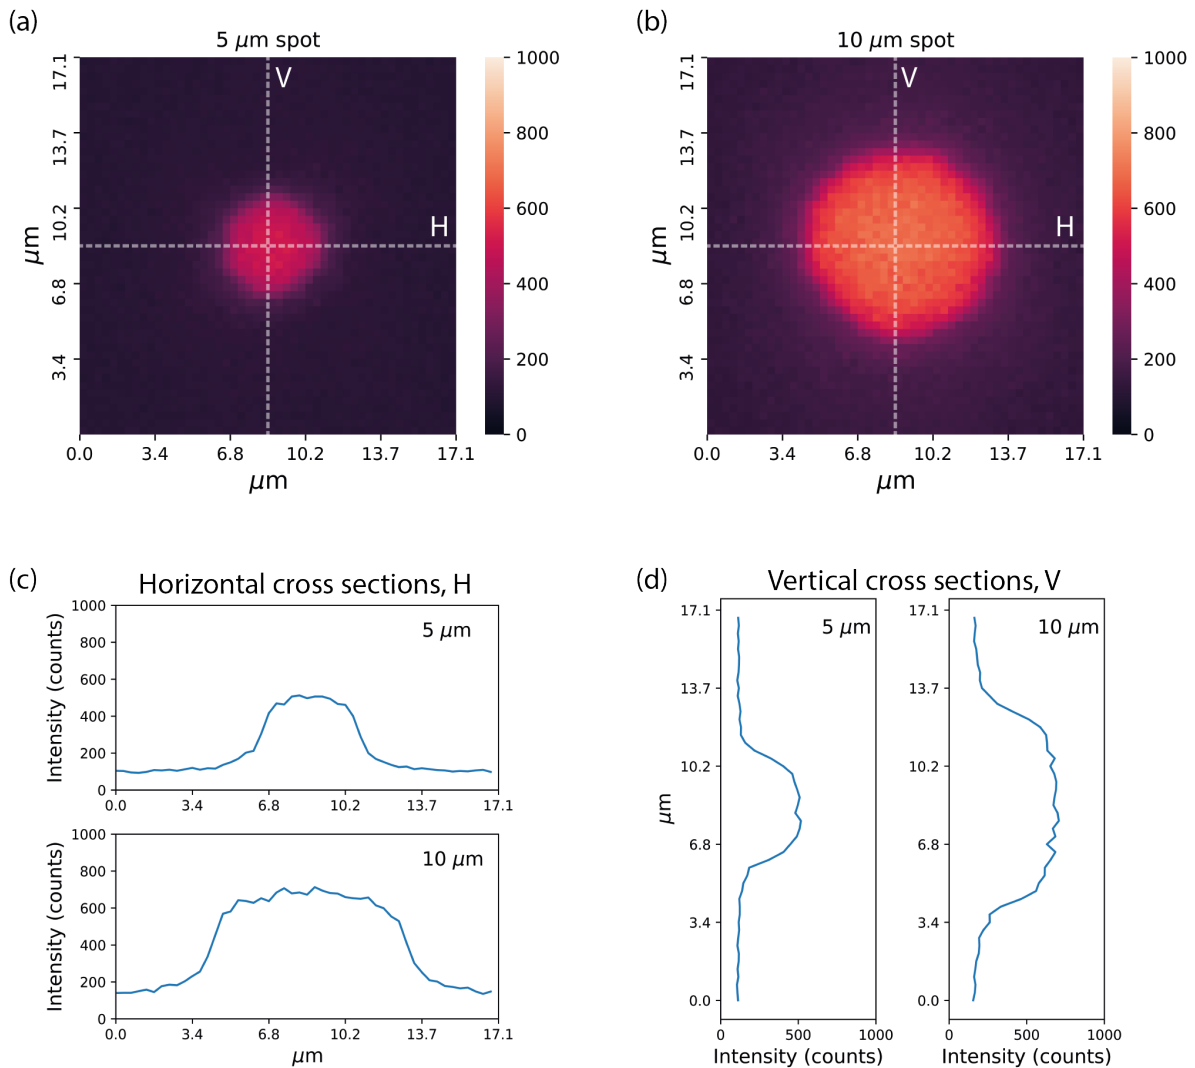 (a)
5 μm spot
V
H
17.1
13.7
10.2
6.8
3.4
μm
0.0 3.4 6.8 10.2 13.7 17.1
μm
1000
800
600
400
200
0
(b)
10 μm spot
V
H
17.1
13.7
10.2
6.8
3.4
μm
0.0 3.4 6.8 10.2 13.7 17.1
μm
1000
800
600
400
200
0
(c)
Horizontal cross sections, H
5 μm
Intensity (counts)
1000
800
600
400
200
0
0.0 3.4 6.8 10.2 13.7 17.1
10 μm
Intensity (counts)
1000
800
600
400
200
0
0.0 3.4 6.8 10.2 13.7 17.1
μm
(d)
Vertical cross sections, V
5 μm
17.1
13.7
10.2
6.8
3.4
0.0
μm
0 500 1000
Intensity (counts)
10 μm
17.1
13.7
10.2
6.8
3.4
0.0
0 500 1000
Intensity (counts)